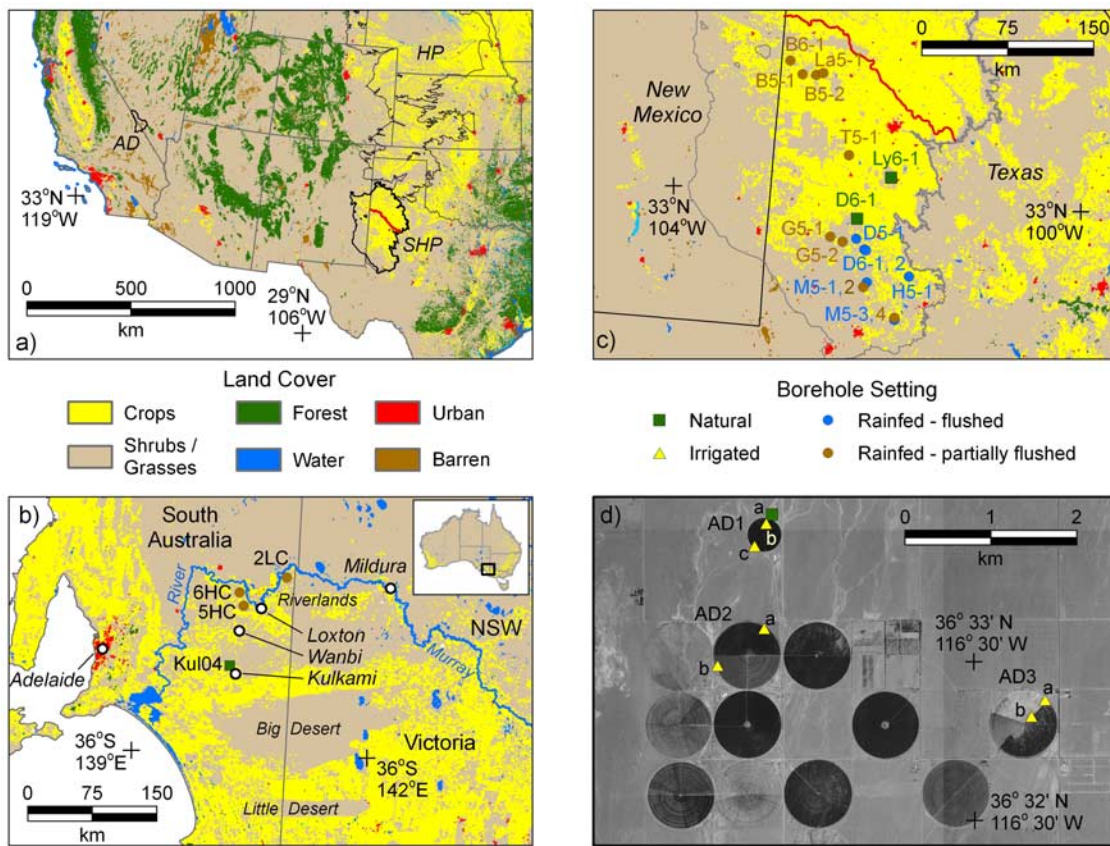 HP
AD
33°N
119°W
SHP
0 500 1000
km
29°N
106°W
a)
0 75 150
km
B6-1
La5-1
B5-1
B5-2
New
Mexico
T5-1
Ly6-1
Texas
33°N
104°W
D6-1
33°N
100°W
G5-1
D5-1
G5-2
D6-1, 2
M5-1,2
H5-1
M5-3, 4
c)
Land Cover
Crops
Forest
Urban
Shrubs /
Grasses
Water
Barren
Borehole Setting
Natural
Rainfed - flushed
Irrigated
Rainfed - partially flushed
b)
South
Australia
2LC
Mildura
River
6HC
Riverlands
5HC
NSW
Loxton
Wanbi
Murray
Kul04
Adelaide
Kulkami
Big Desert
36°S
139°E
Victoria
36°S
142°E
0 75 150
km
Little Desert
d)
a
AD1
b
c
0 1 2
km
AD2
a
b
36° 33' N
116° 30' W
AD3
a
b
36° 32' N
116° 30' W